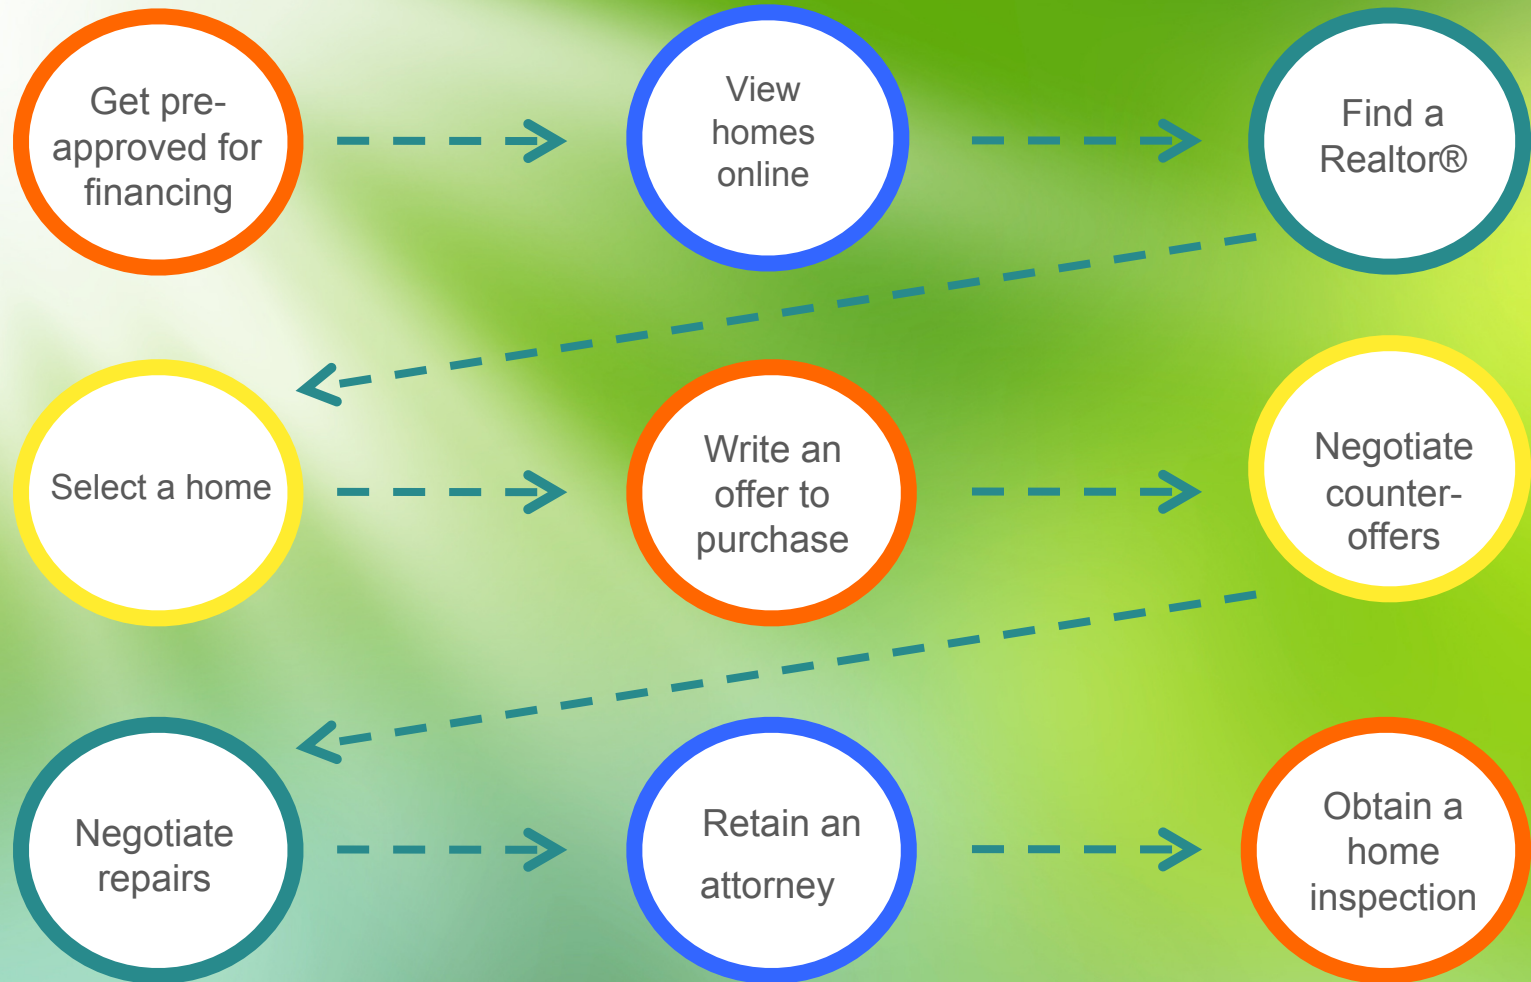 Get pre-
approved for
financing
View
homes
online
Find a
Realtor®
Select a home
Write an
offer to
purchase
Negotiate
counter-
offers
Negotiate
repairs
Retain an
attorney
Obtain a
home
inspection